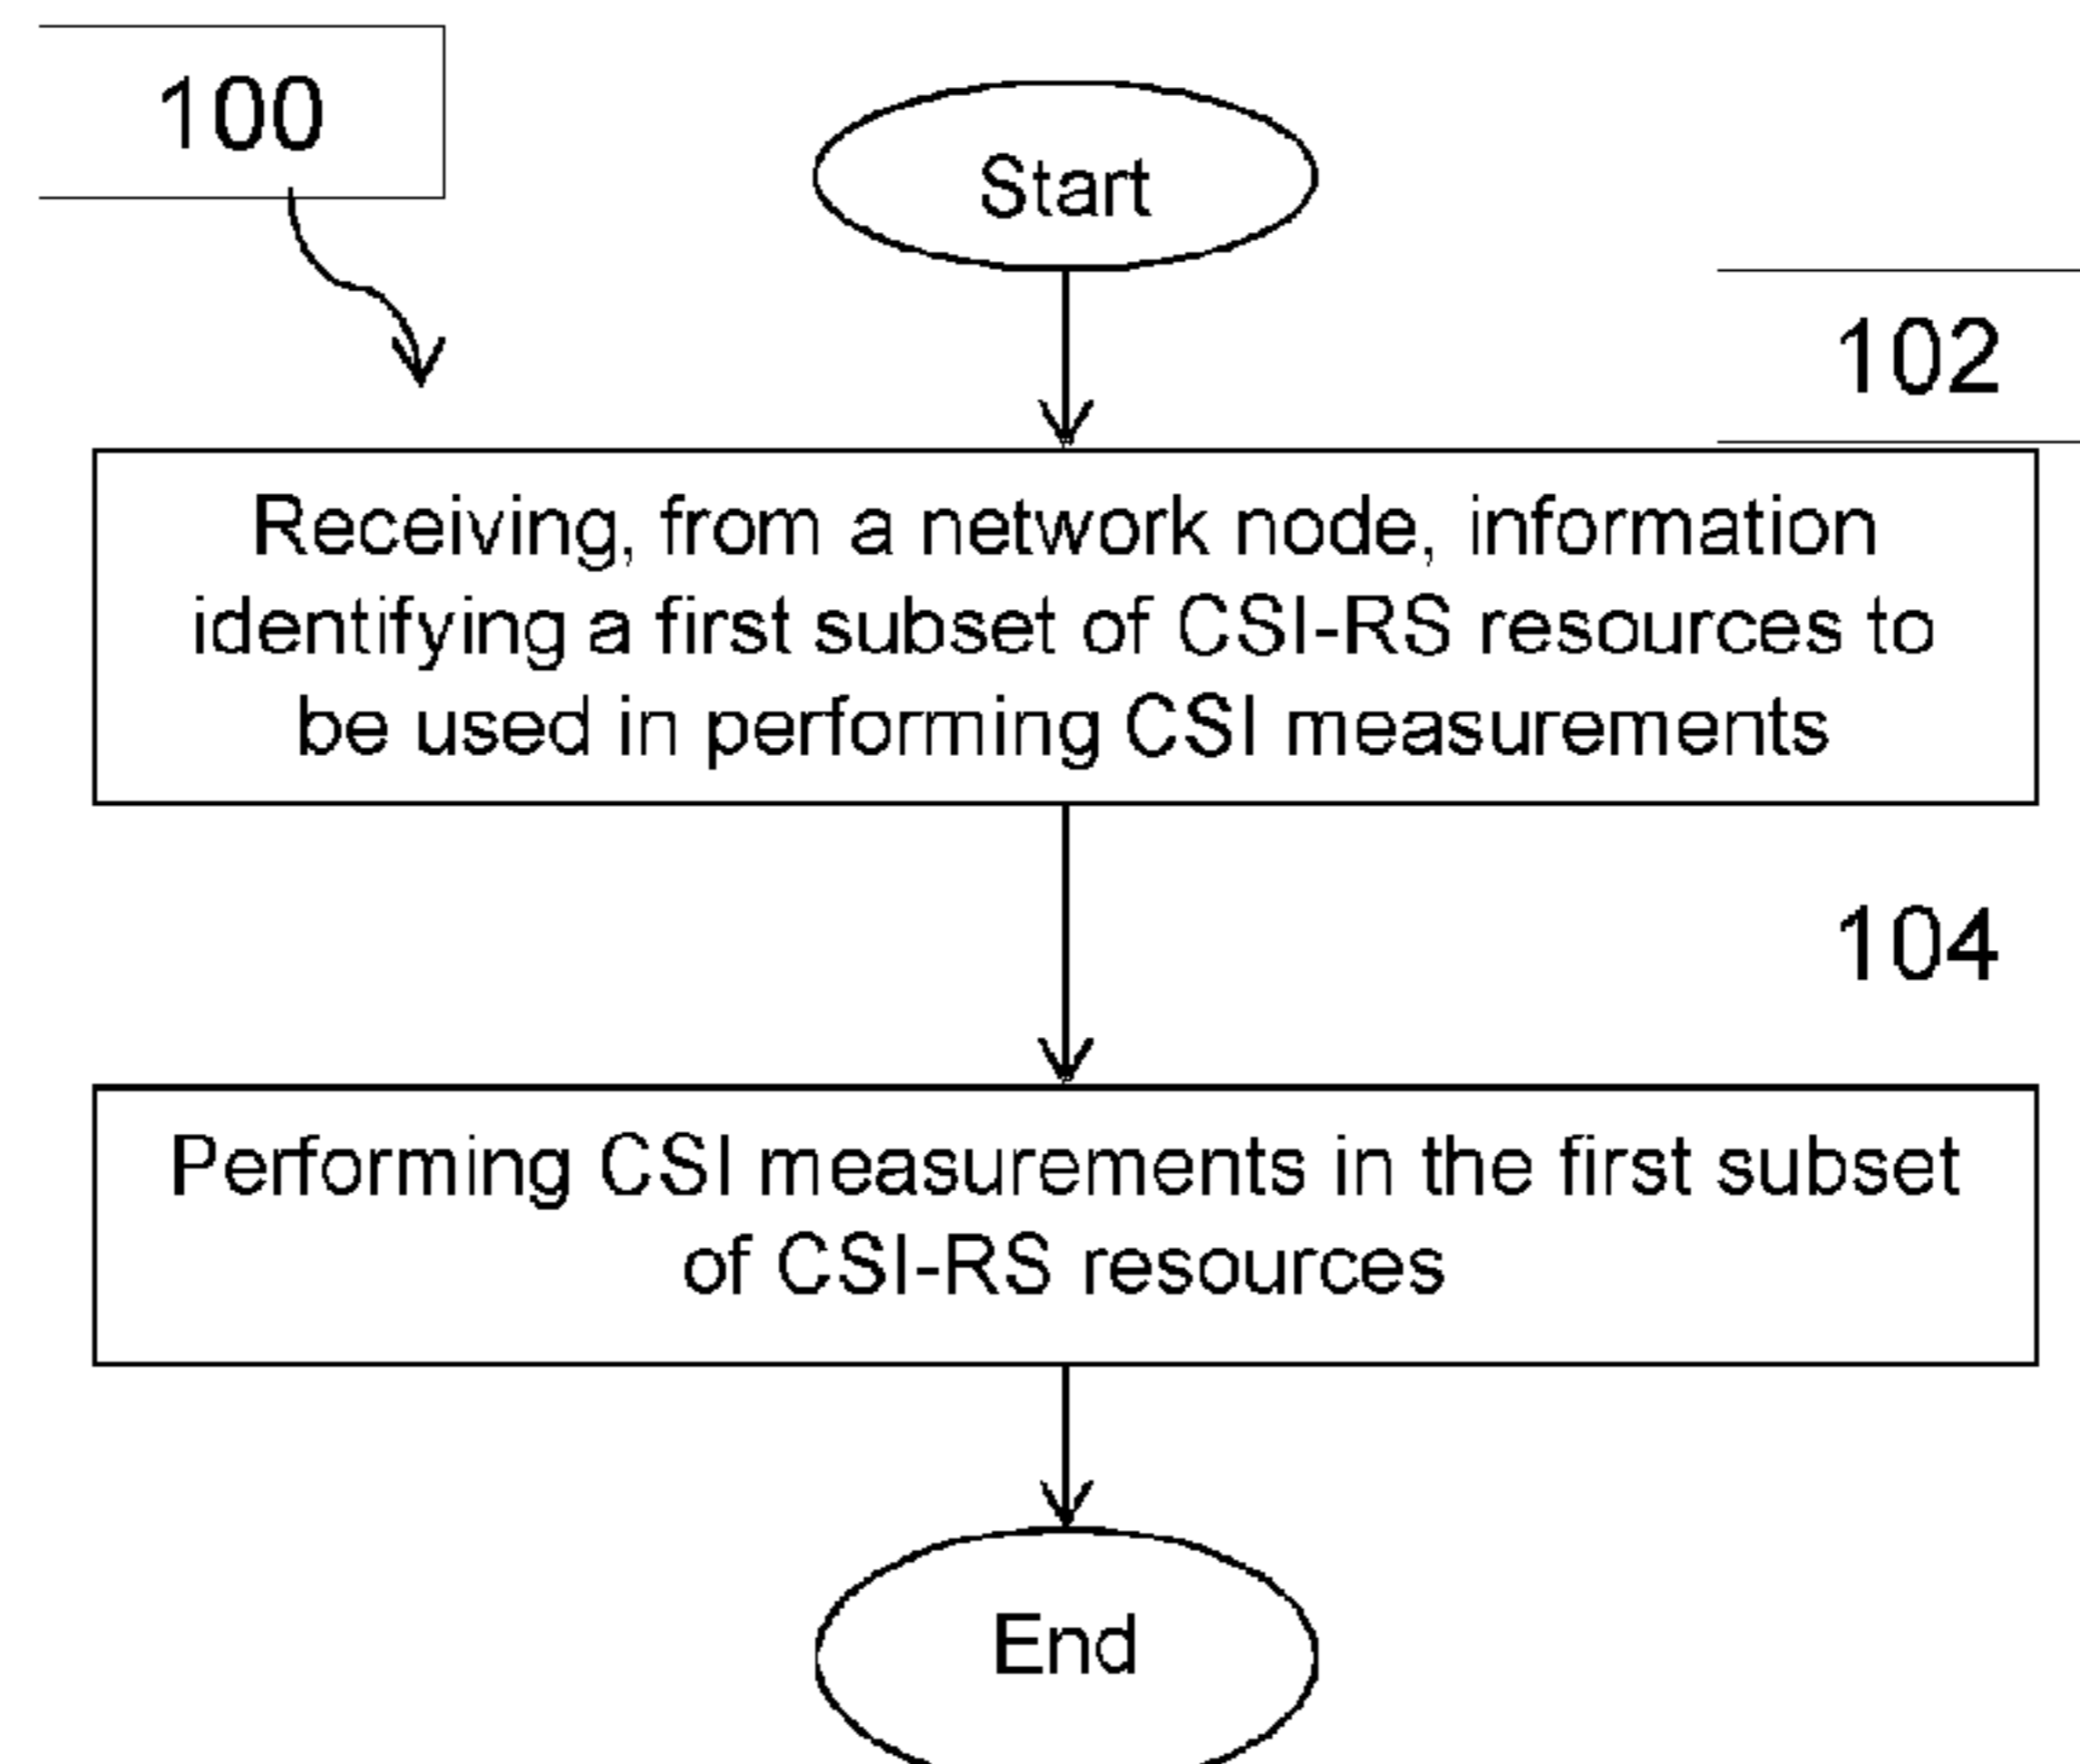 100
Start
102
Receiving, from a network node, information
identifying a first subset of CSI-RS resources to
be used in performing CSI measurements
104
Performing CSI measurements in the first subset
of CSI-RS resources
End